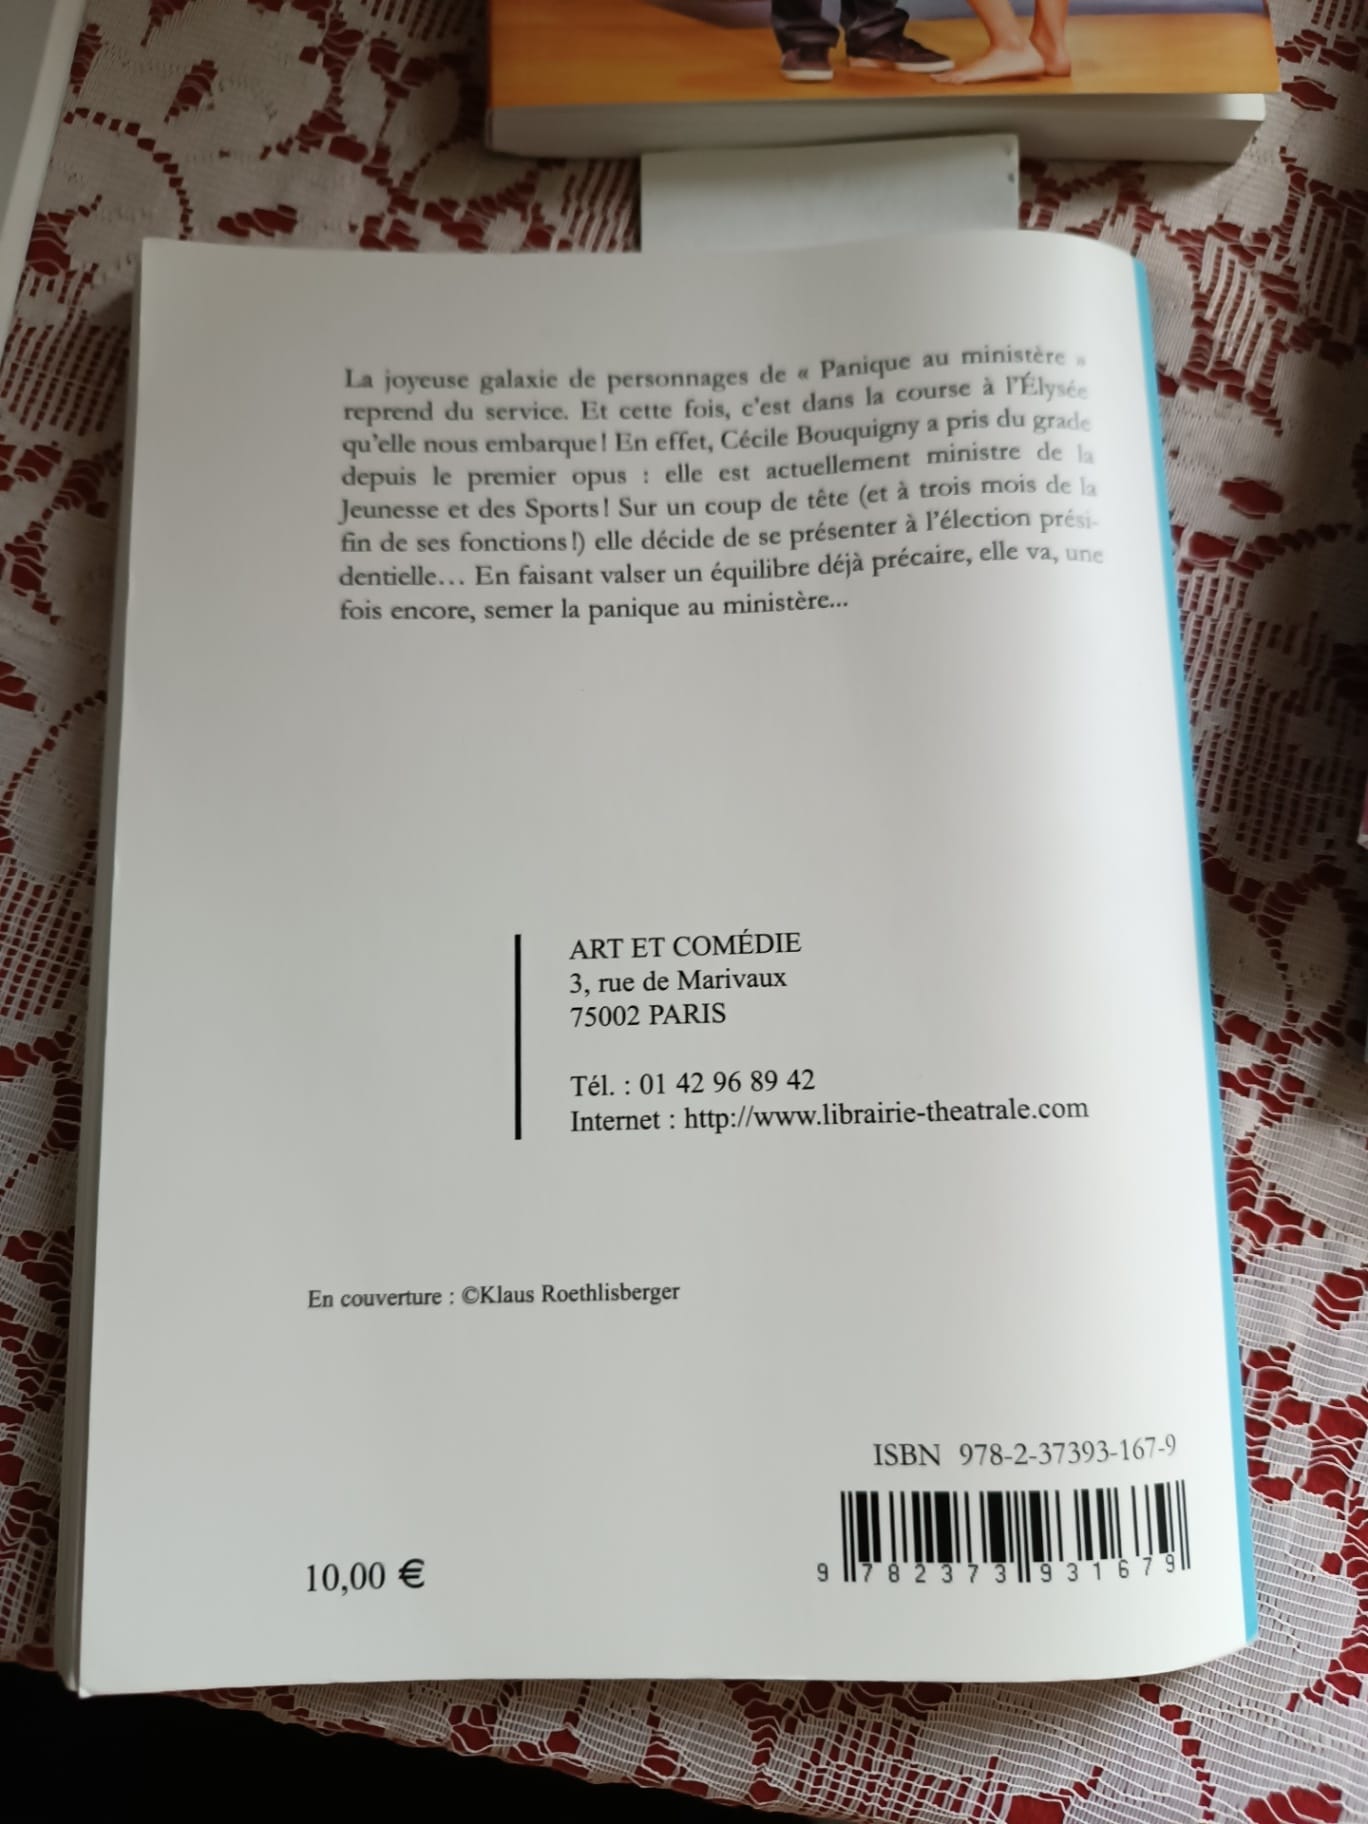 La joyeuse galaxie de personnages de « Panique au ministère »
reprend du service. Et cette fois, c'est dans la course à l'Élysée
qu'elle nous embarque! En effet, Cécile Bouquigny a pris du grade
depuis le premier opus : elle est actuellement ministre de la
Jeunesse et des Sports! Sur un coup de tête (et à trois mois de la
fin de ses fonctions!) elle décide de se présenter à l'élection prési-
dentielle... En faisant valser un équilibre déjà précaire, elle va, une
fois encore, semer la panique au ministère...
ART ET COMÉDIE
3, rue de Marivaux
75002 PARIS
Tél. : 01 42 96 89 42
Internet : http://www.librairie-theatrale.com
En couverture : ©Klaus Roethlisberger
ISBN 978-2-37393-167-9
9 782373 931679
10,00 €